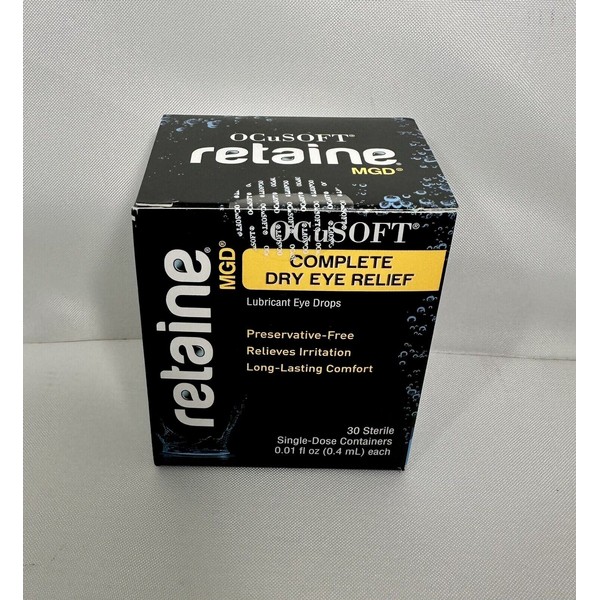 OCuSOFT®
retaine®
MGD®
OCuSOFT®
retaine®
MGD®
COMPLETE
DRY EYE RELIEF
Lubricant Eye Drops
Preservative-Free
Relieves Irritation
Long-Lasting Comfort
30 Sterile
Single-Dose Containers
0.01 fl oz (0.4 mL) each